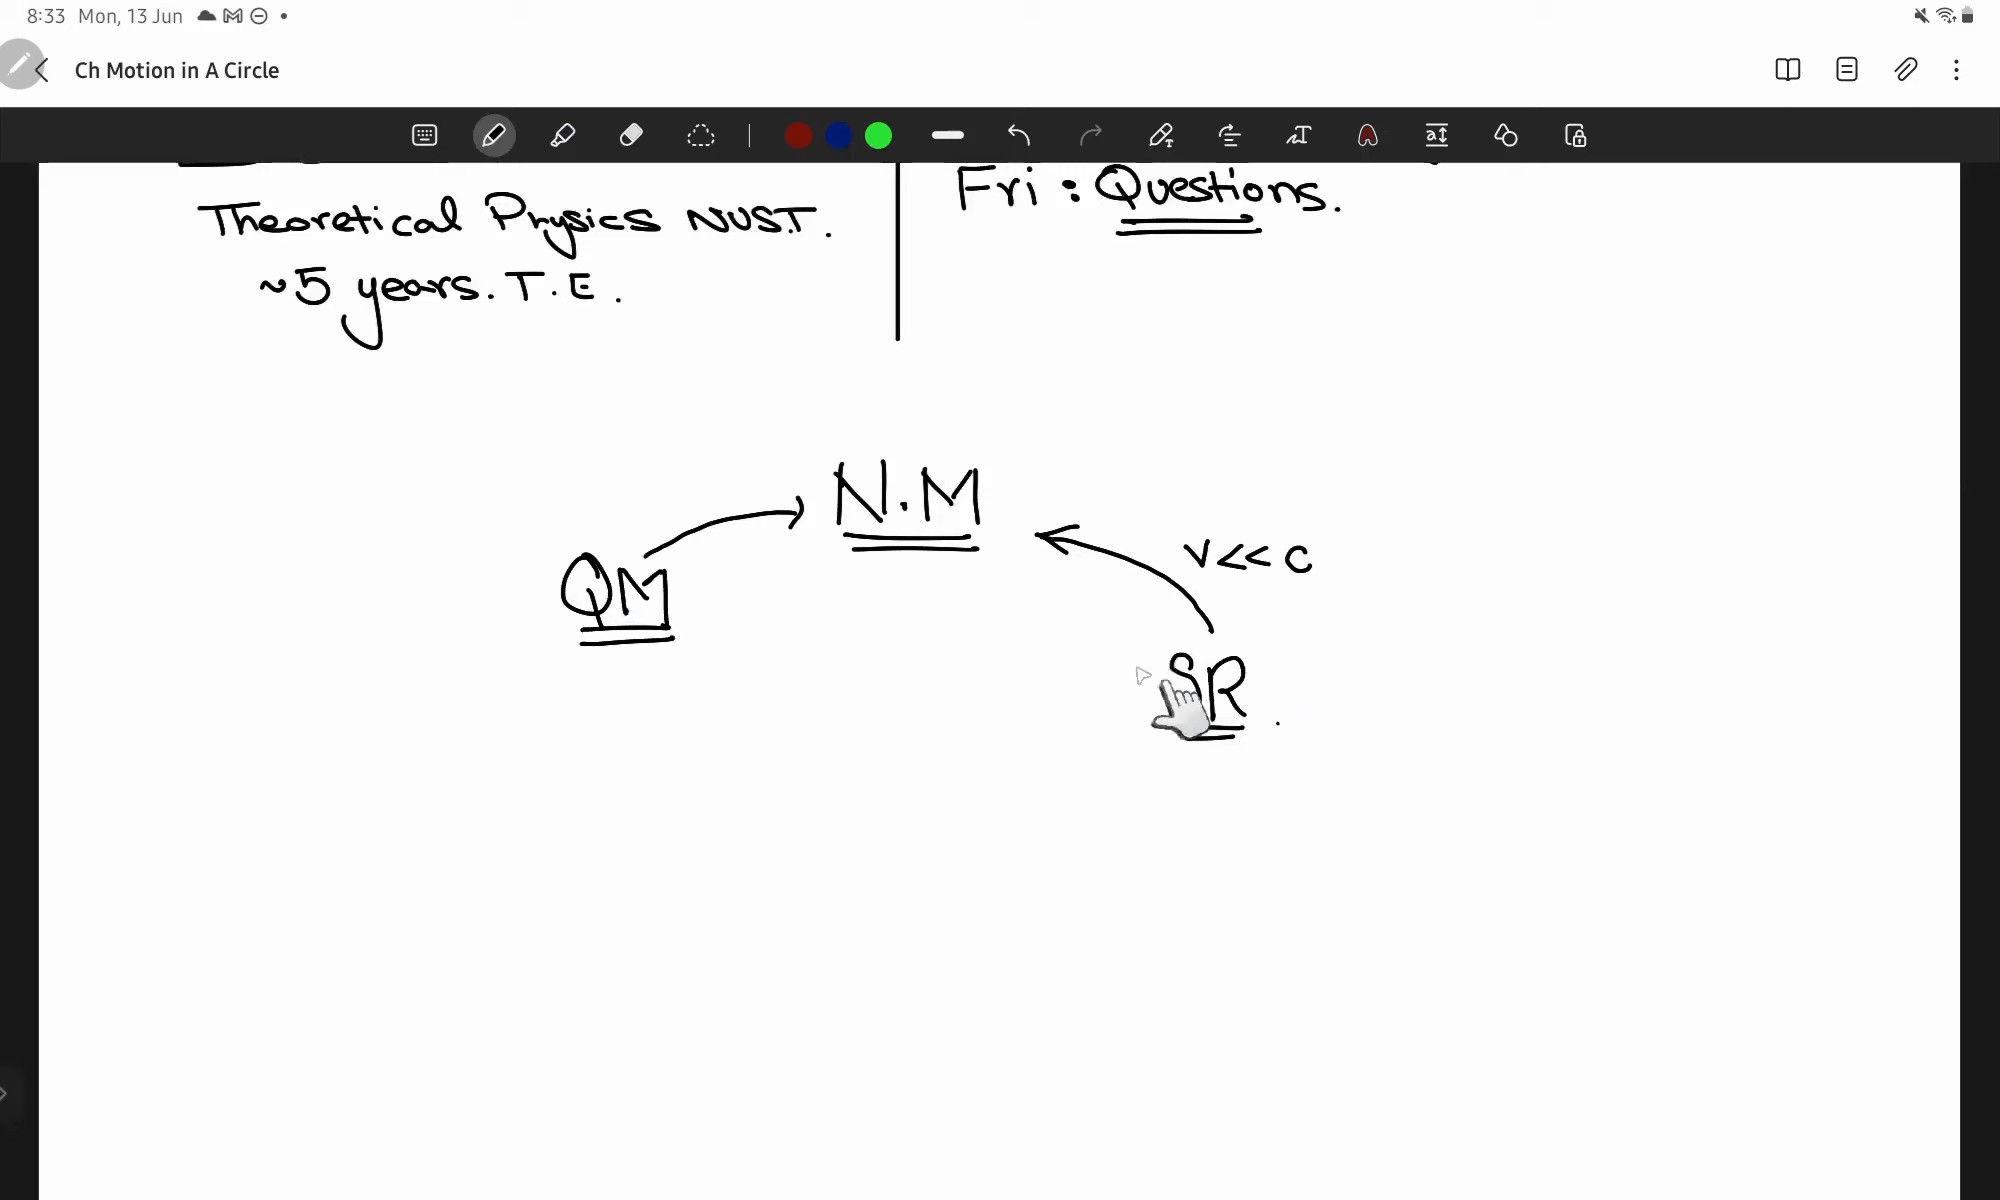 8:33 Mon, 13 Jun
Ch Motion in A Circle
Theoretical Physics NUST.
~5 years. T.E.
Fri : Questions.
N.M
QM
v<< c
SR.